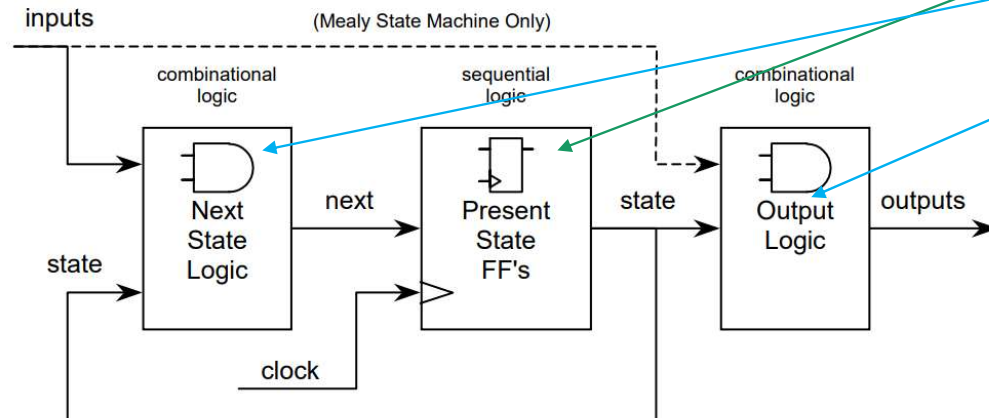 inputs
(Mealy State Machine Only)
combinational
logic
sequential
logic
combinational
logic
Next
State
Logic
next
Present
State
FF's
state
Output
Logic
outputs
state
clock